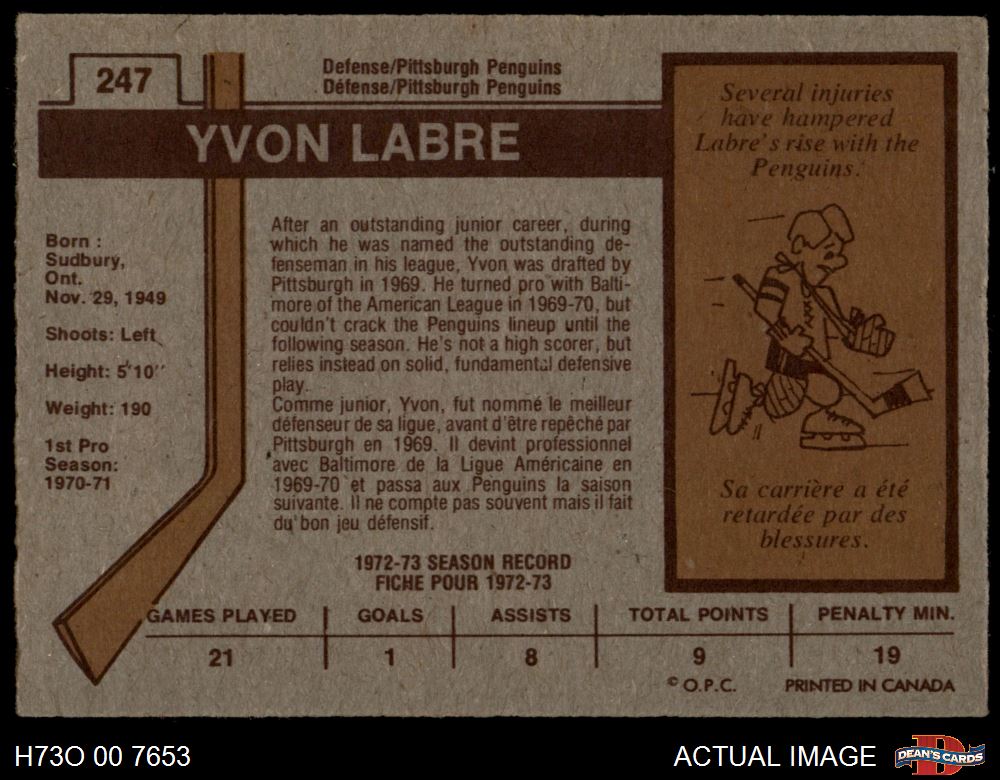 247
Defense/Pittsburgh Penguins
Défense/Pittsburgh Penguins
YVON LABRE
Born :
Sudbury,
Ont.
Nov. 29, 1949
Shoots: Left
Height: 5'10''
Weight: 190
1st Pro
Season:
1970-71
After an outstanding junior career, during
which he was named the outstanding de-
fenseman in his league, Yvon was drafted by
Pittsburgh in 1969. He turned pro with Balti-
more of the American League in 1969-70, but
couldn't crack the Penguins lineup until the
following season. He's not a high scorer, but
relies instead on solid, fundamental defensive
play.
Comme junior, Yvon, fut nommé le meilleur
défenseur de sa ligue, avant d'être repêché par
Pittsburgh en 1969. Il devint professionnel
avec Baltimore de la Ligue Américaine en
1969-70 et passa aux Penguins la saison
suivante. Il ne compte pas souvent mais il fait
du bon jeu défensif.
Several injuries
have hampered
Labre's rise with the
Penguins.
Sa carrière a été
retardée par des
blessures.
1972-73 SEASON RECORD
FICHE POUR 1972-73
GAMES PLAYED GOALS ASSISTS TOTAL POINTS PENALTY MIN.
21 1 8 9 19
© O.P.C. PRINTED IN CANADA
H73O 00 7653 ACTUAL IMAGE DEAN'S CARDS